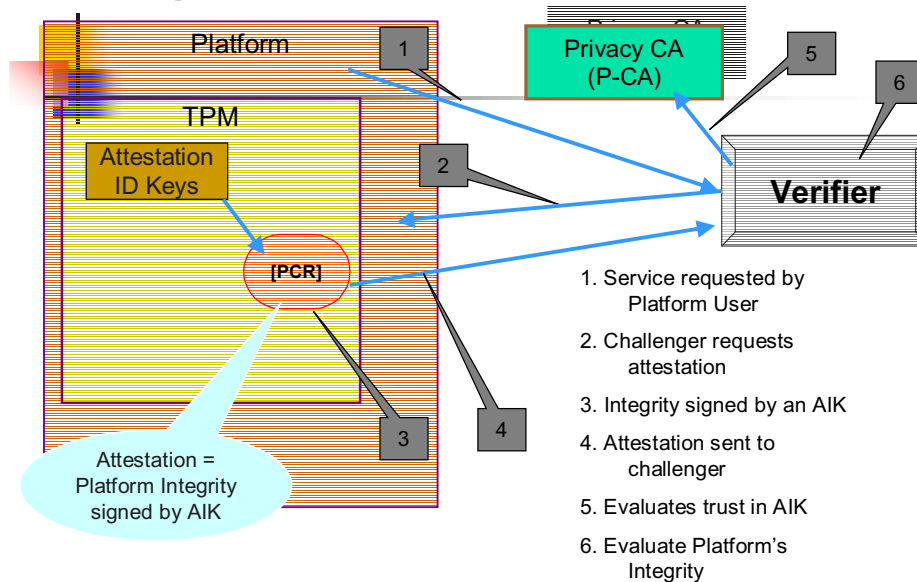 Platform
1
Privacy CA
Privacy CA
(P-CA)
5
6
TPM
Attestation
ID Keys
2
Verifier
[PCR]
1. Service requested by
Platform User
2. Challenger requests
attestation
3. Integrity signed by an AIK
3
4
4. Attestation sent to
challenger
Attestation =
Platform Integrity
signed by AIK
5. Evaluates trust in AIK
6. Evaluate Platform's
Integrity